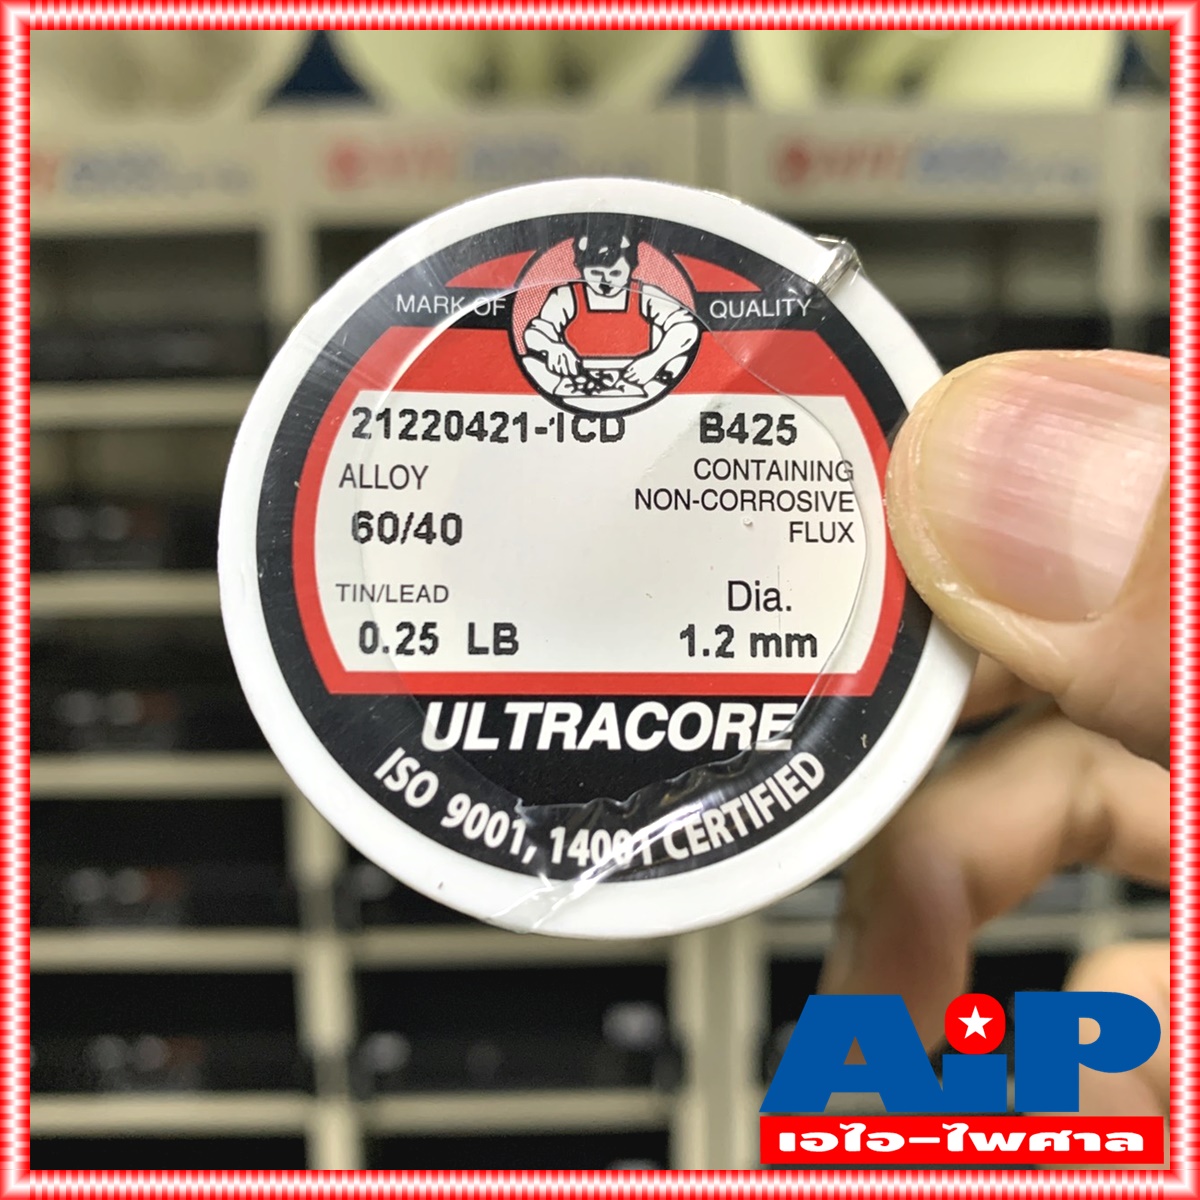 MARK OF QUALITY
21220421-1CD B425
ALLOY CONTAINING
NON-CORROSIVE
60/40 FLUX
TIN/LEAD Dia.
0.25 LB 1.2 mm
ULTRACORE
ISO 9001, 14001 CERTIFIED
AiP
เอไอ-ไพศาล